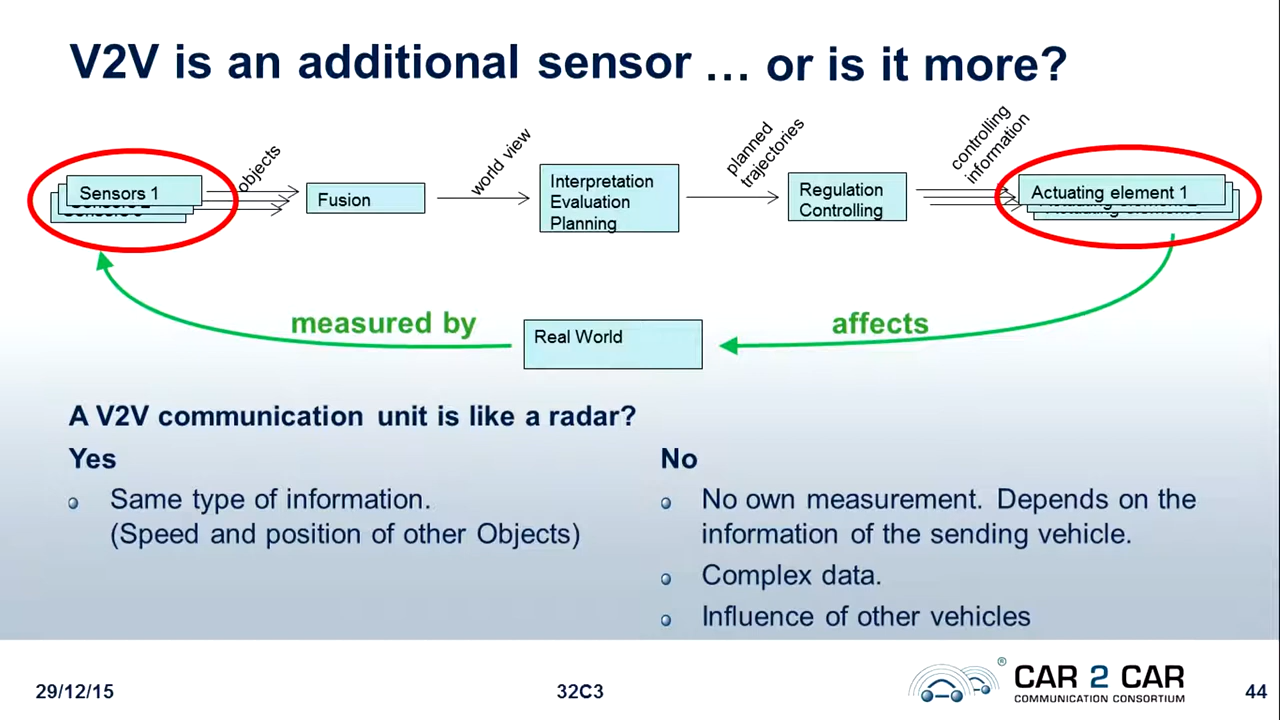 V2V is an additional sensor … or is it more?
Sensors 1
objects
Fusion
world view
Interpretation
Evaluation
Planning
planned
trajectories
Regulation
Controlling
controlling
information
Actuating element 1
measured by
Real World
affects
A V2V communication unit is like a radar?
Yes
Same type of information.
(Speed and position of other Objects)
No
No own measurement. Depends on the
information of the sending vehicle.
Complex data.
Influence of other vehicles
29/12/15
32C3
® CAR 2 CAR
COMMUNICATION CONSORTIUM
44